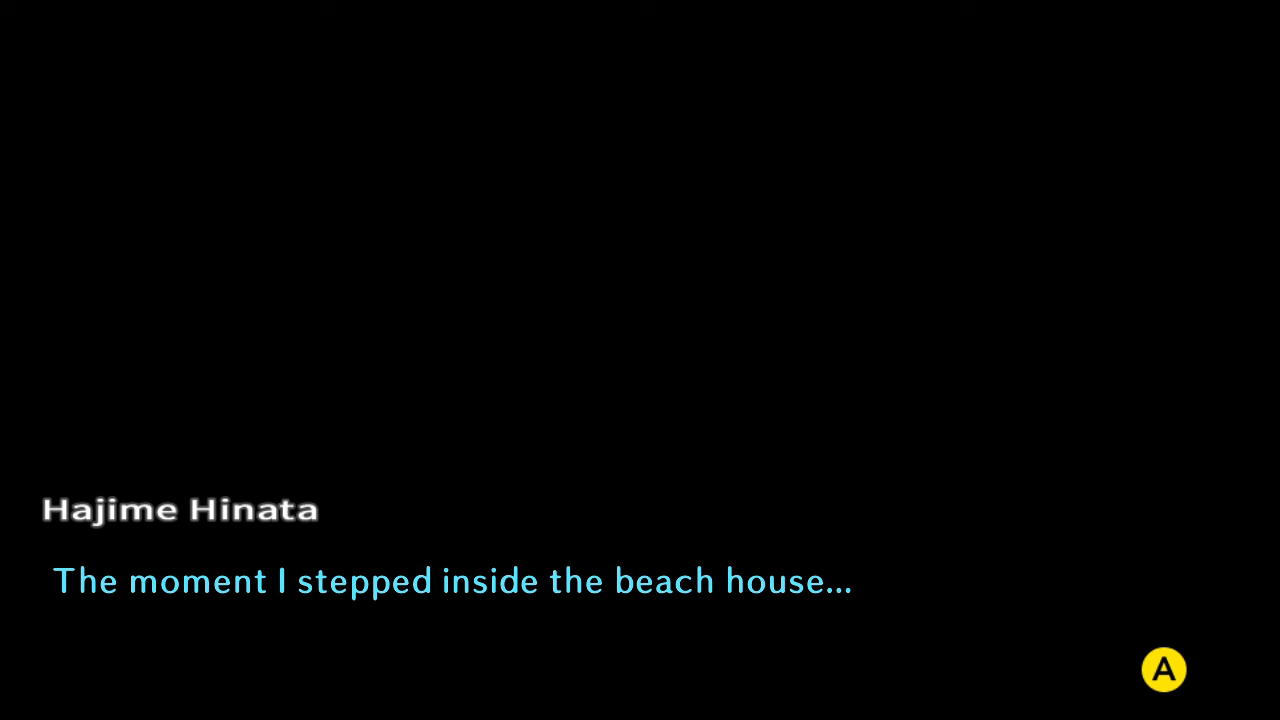 Hajime Hinata
The moment I stepped inside the beach house...
A